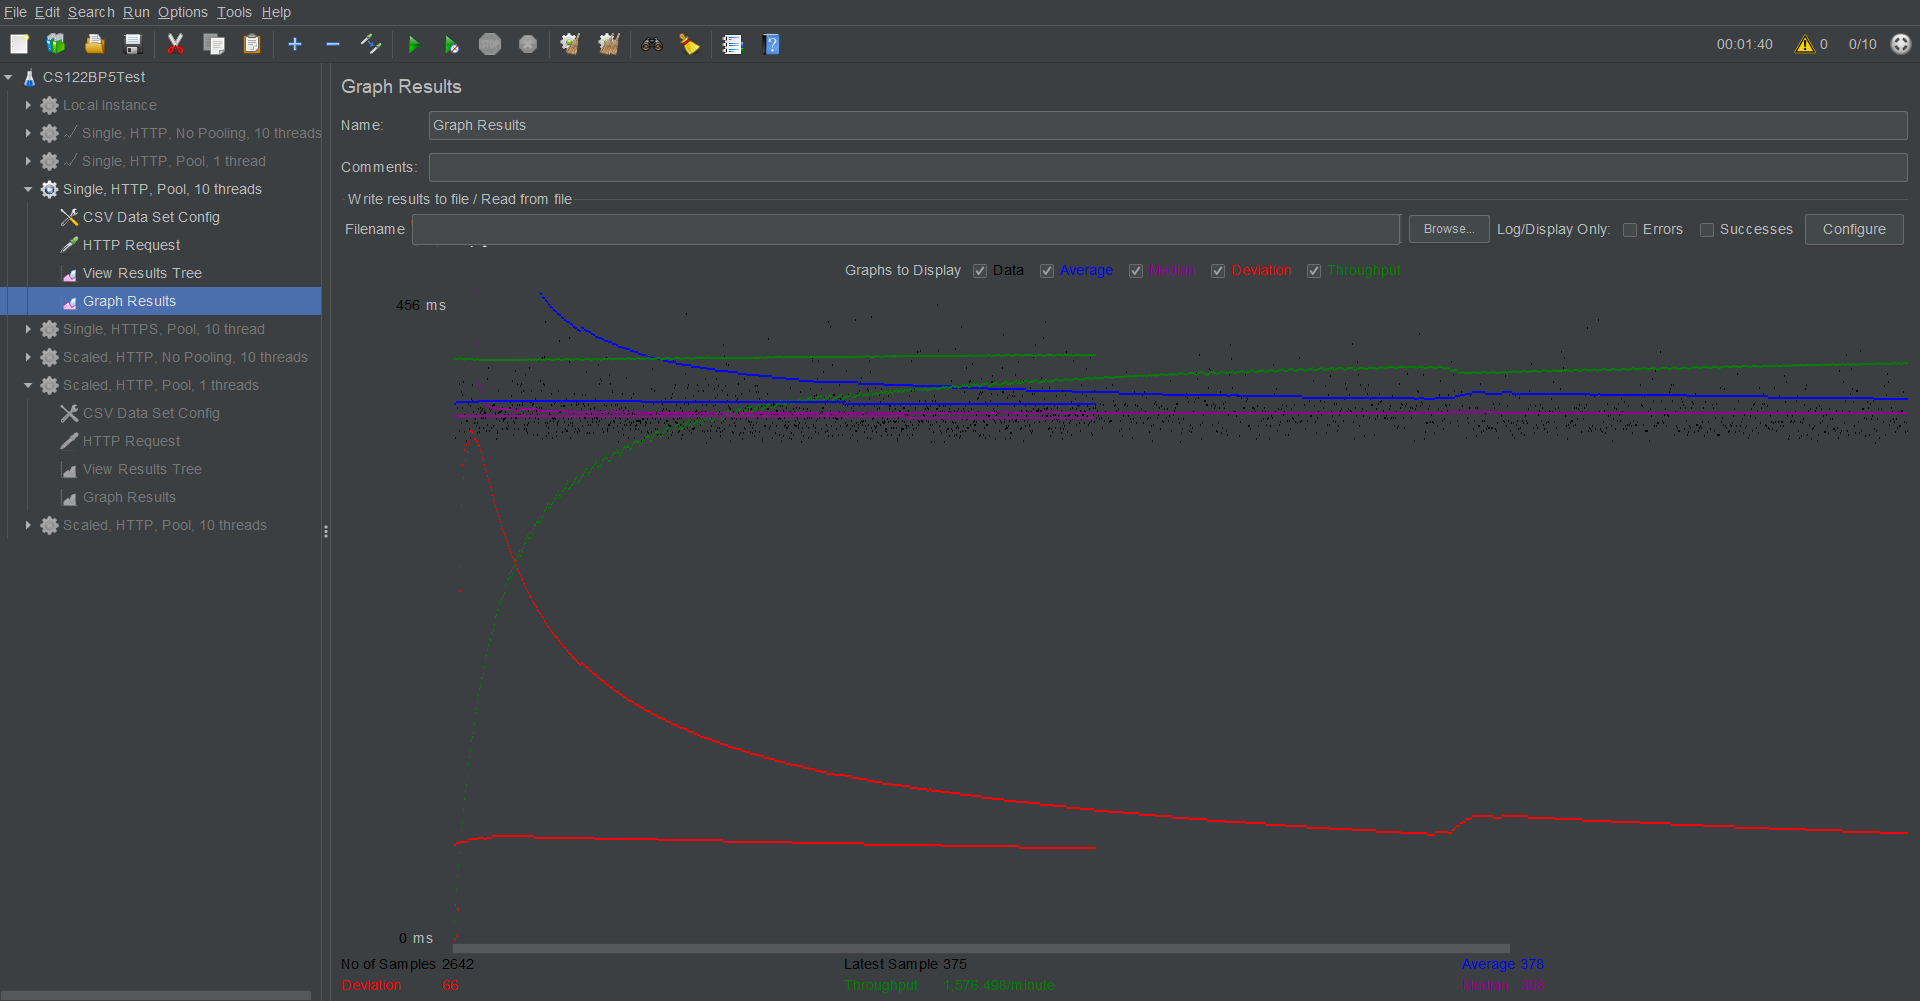 File Edit Search Run Options Tools Help
STOP
00:01:40 0 0/10
CS122BP5Test
Local Instance
Single, HTTP, No Pooling, 10 threads
Single, HTTP, Pool, 1 thread
Single, HTTP, Pool, 10 threads
CSV Data Set Config
HTTP Request
View Results Tree
Graph Results
Single, HTTPS, Pool, 10 thread
Scaled, HTTP, No Pooling, 10 threads
Scaled, HTTP, Pool, 1 threads
CSV Data Set Config
HTTP Request
View Results Tree
Graph Results
Scaled, HTTP, Pool, 10 threads
Graph Results
Name: Graph Results
Comments:
Write results to file / Read from file
Filename Browse... Log/Display Only: Errors Successes Configure
Graphs to Display Data Average Median Deviation Throughput
456 ms
0 ms
No of Samples 2642 Latest Sample 375 Average 378
Deviation 66 Throughput 1,576.498/minute Median